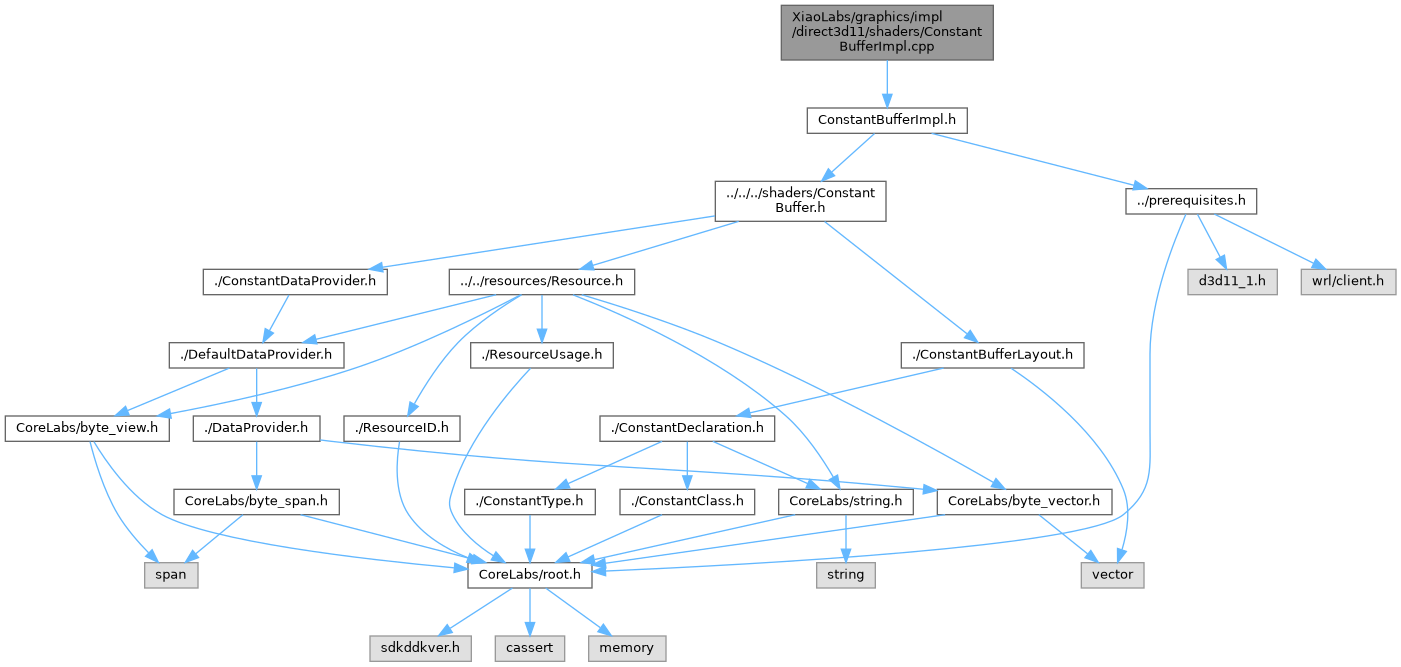 XiaoLabs/graphics/impl
/direct3d11/shaders/Constant
BufferImpl.cpp
ConstantBufferImpl.h
../../../shaders/Constant
Buffer.h
../prerequisites.h
./ConstantDataProvider.h
../../resources/Resource.h
d3d11_1.h
wrl/client.h
./DefaultDataProvider.h
./ResourceUsage.h
./ConstantBufferLayout.h
CoreLabs/byte_view.h
./DataProvider.h
./ResourceID.h
./ConstantDeclaration.h
CoreLabs/byte_span.h
./ConstantType.h
./ConstantClass.h
CoreLabs/string.h
CoreLabs/byte_vector.h
span
CoreLabs/root.h
string
vector
sdkddkver.h
cassert
memory